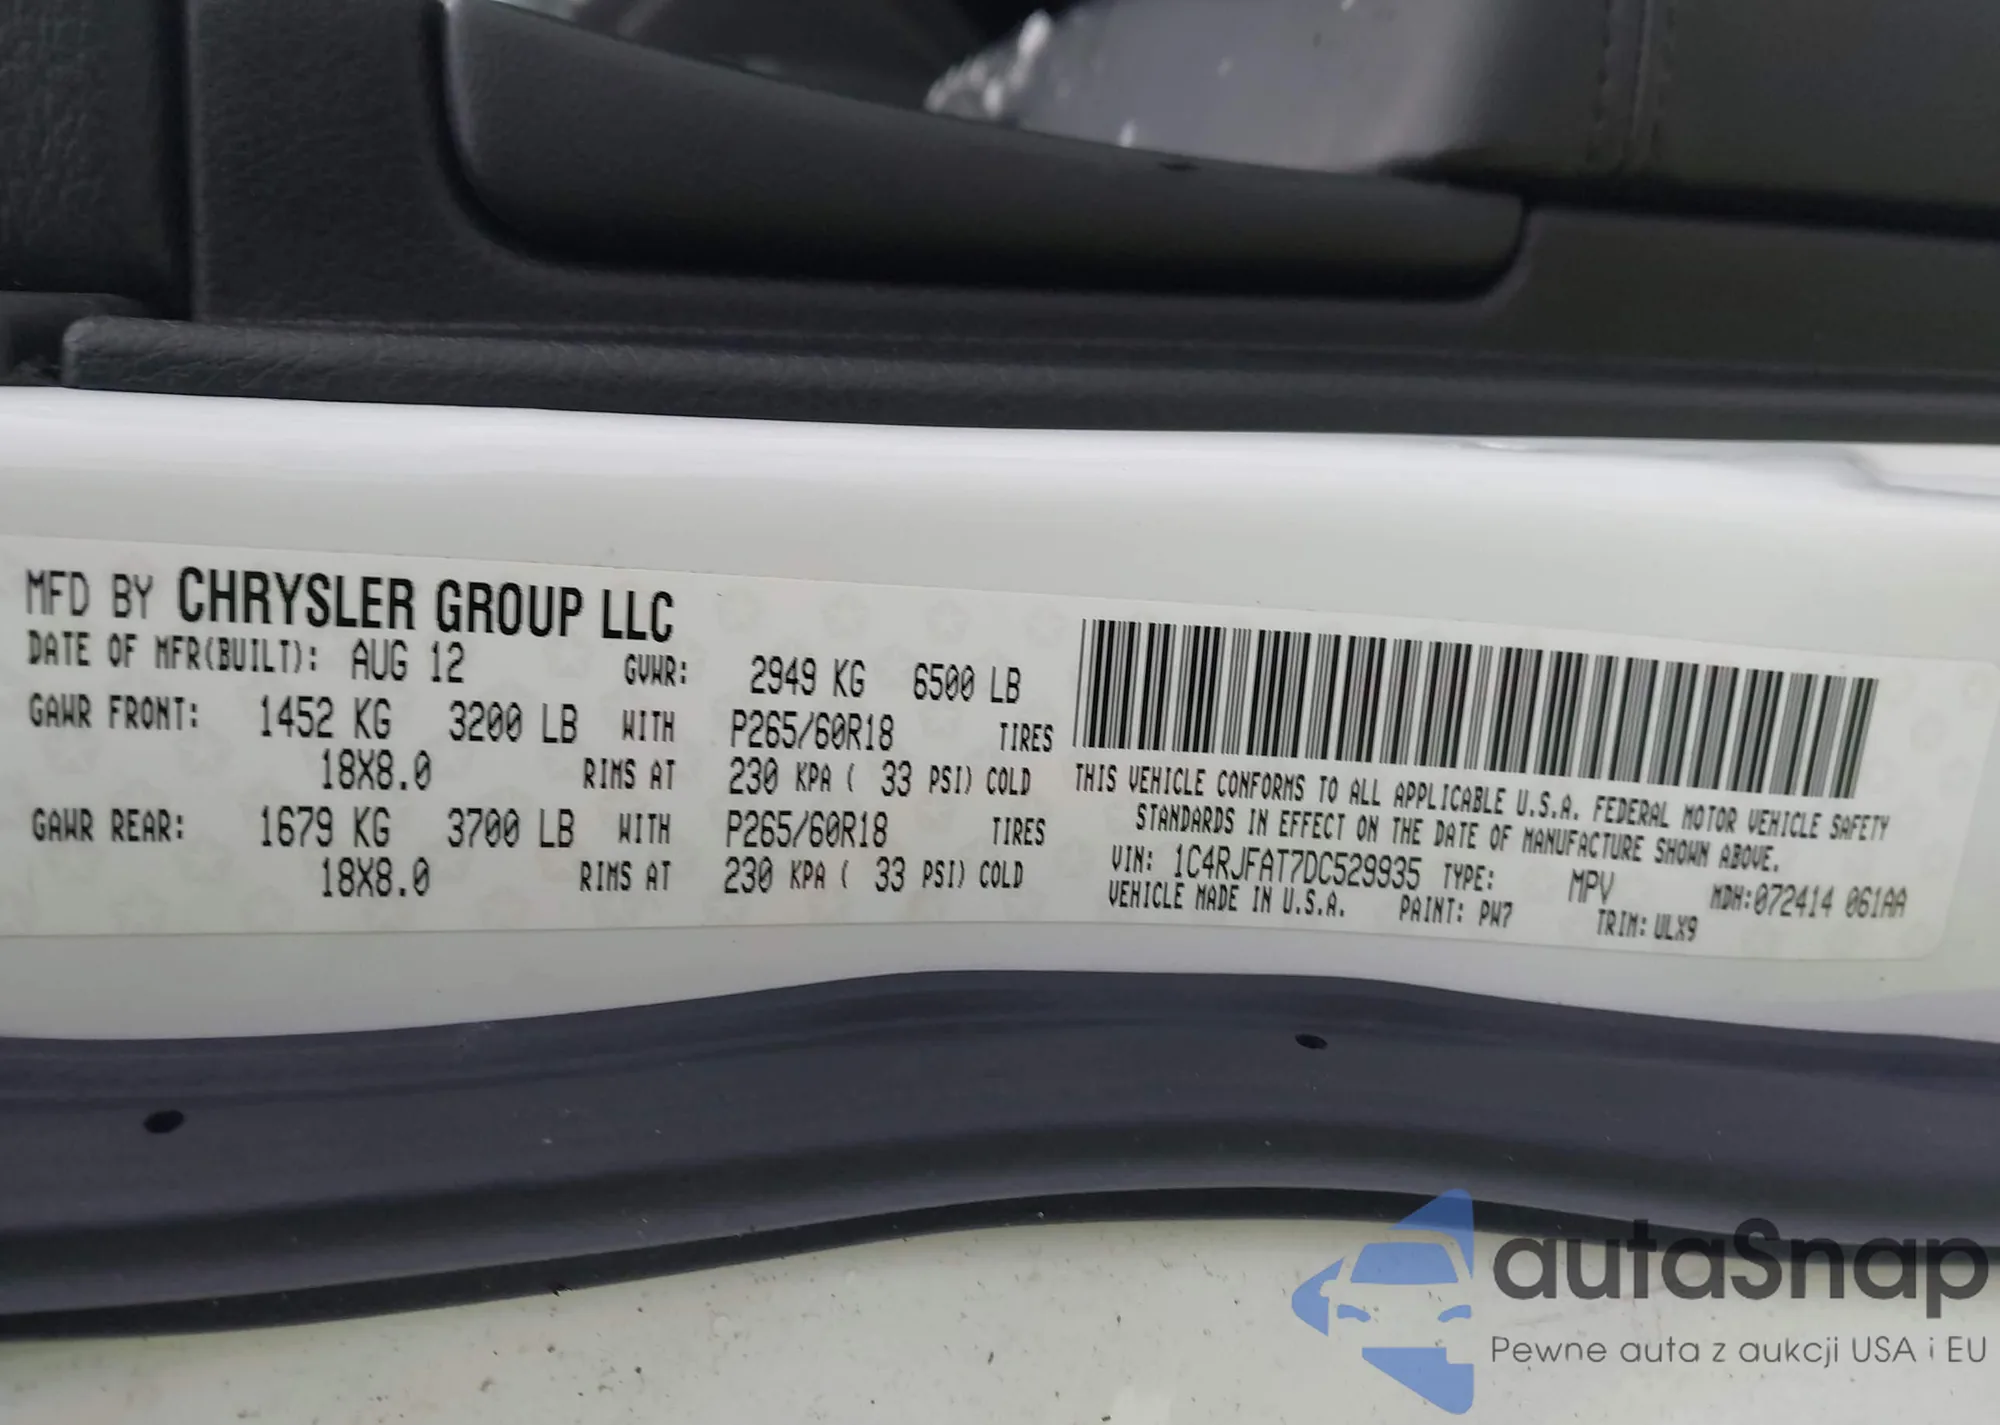 MFD BY CHRYSLER GROUP LLC
DATE OF MFR(BUILT): AUG 12 GVWR: 2949 KG 6500 LB
GAWR FRONT: 1452 KG 3200 LB WITH P265/60R18 TIRES
18X8.0 RIMS AT 230 KPA ( 33 PSI) COLD
GAWR REAR: 1679 KG 3700 LB WITH P265/60R18 TIRES
18X8.0 RIMS AT 230 KPA ( 33 PSI) COLD
THIS VEHICLE CONFORMS TO ALL APPLICABLE U.S.A. FEDERAL MOTOR VEHICLE SAFETY
STANDARDS IN EFFECT ON THE DATE OF MANUFACTURE SHOWN ABOVE.
VIN: 1C4RJFAT7DC529935 TYPE: MPV MDH:072414 061AA
VEHICLE MADE IN U.S.A. PAINT: PW7 TRIM: ULX9
autaSnap
Pewne auta z aukcji USA i EU